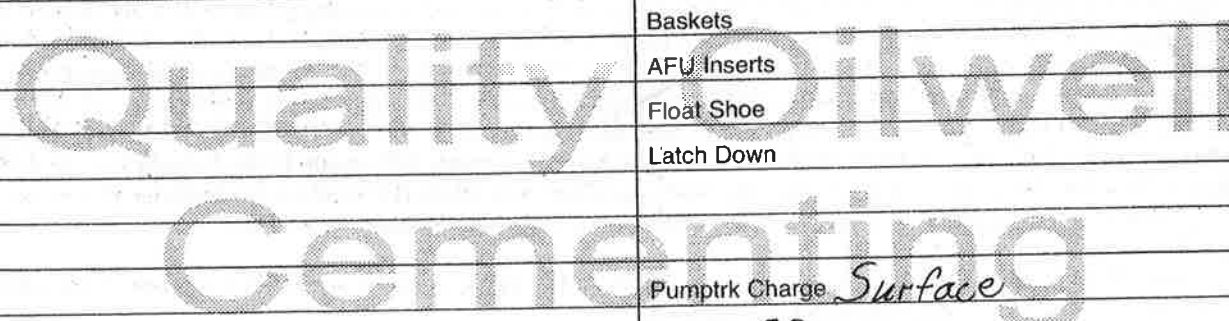 Baskets
AFU Inserts
Float Shoe
Latch Down
Pumptrk Charge Surface
Quality Oilwell
Cementing